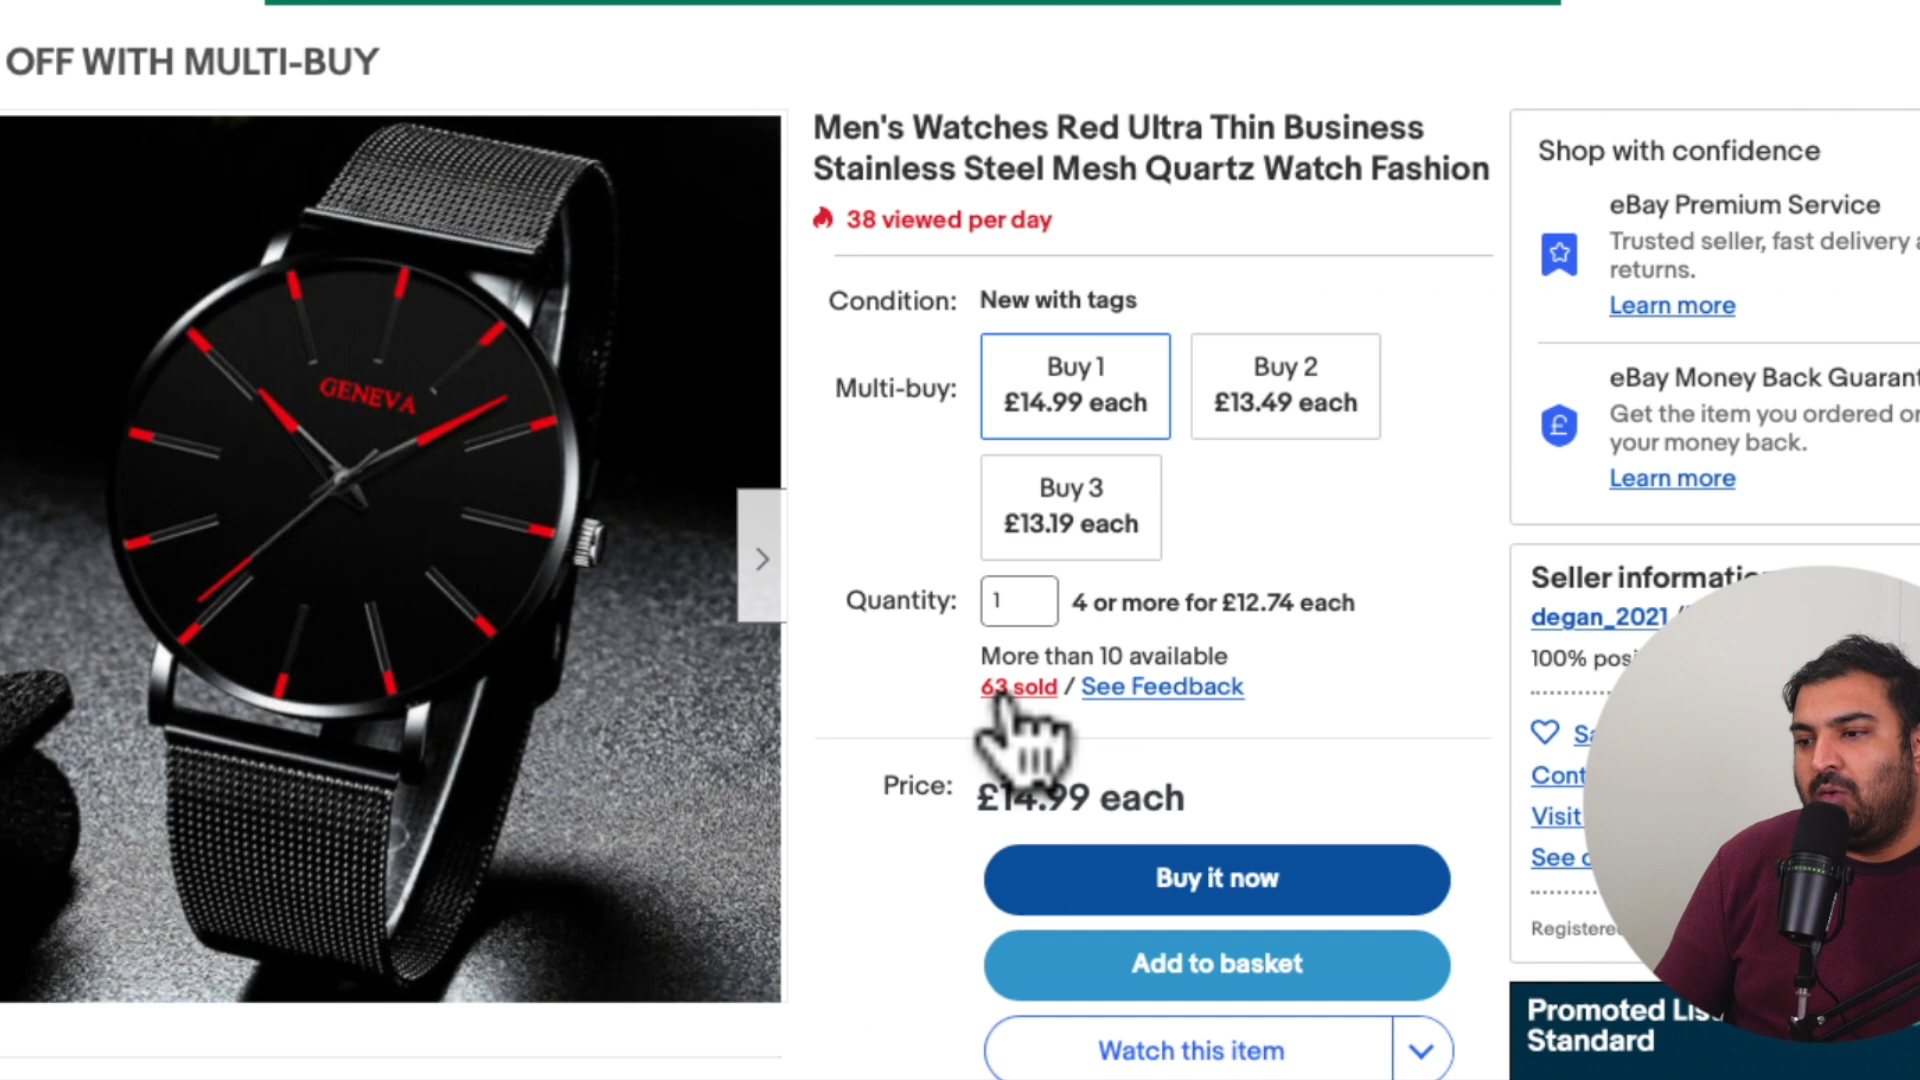 OFF WITH MULTI-BUY
GENEVA
Men's Watches Red Ultra Thin Business
Stainless Steel Mesh Quartz Watch Fashion
38 viewed per day
Condition: New with tags
Multi-buy:
Buy 1
£14.99 each
Buy 2
£13.49 each
Buy 3
£13.19 each
Quantity: 1 4 or more for £12.74 each
More than 10 available
63 sold / See Feedback
Price: £14.99 each
Buy it now
Add to basket
Watch this item
Shop with confidence
eBay Premium Service
Trusted seller, fast delivery
returns.
Learn more
eBay Money Back
Get the item you ordered
your money back.
Learn more
Seller
degan_2021
100%
Visit
Promoted
Standard